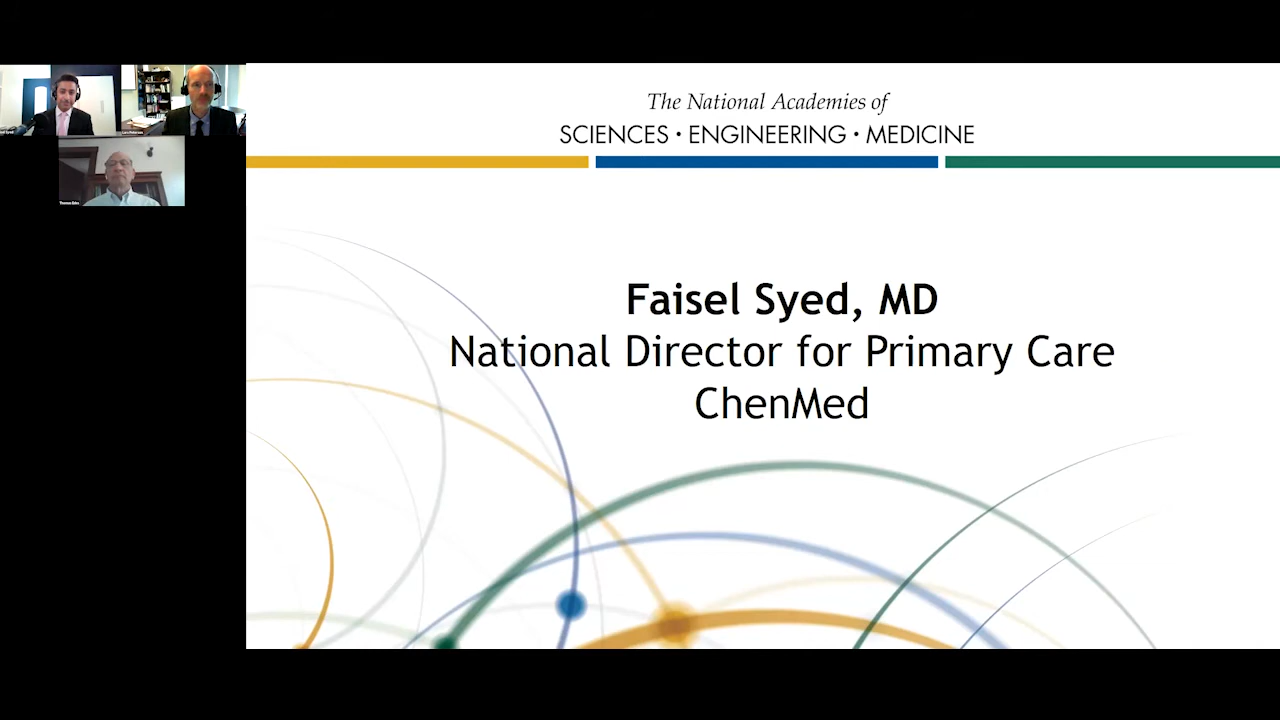 The National Academies of
SCIENCES · ENGINEERING · MEDICINE
Faisel Syed, MD
National Director for Primary Care
ChenMed